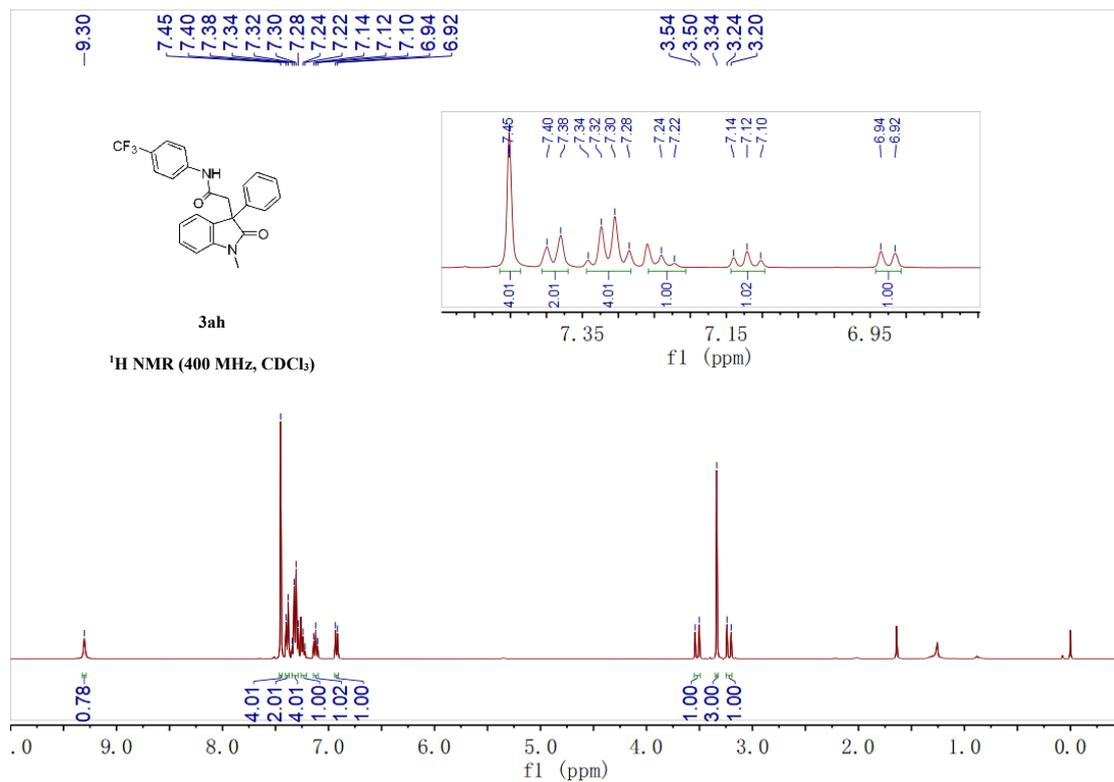 9.30 7.45 7.40 7.38 7.34 7.32 7.30 7.28 7.24 7.22 7.14 7.12 7.10 6.94 6.92 3.54 3.50 3.34 3.24 3.20
7.45 7.40 7.38 7.34 7.32 7.30 7.28 7.24 7.22 7.14 7.12 7.10 6.94 6.92
CF₃
NH
O
O
N
3ah
¹H NMR (400 MHz, CDCl₃)
4.01 2.01 4.01 1.00 1.02 1.00
7.35 7.15 6.95
f1 (ppm)
0.78 4.01 2.01 4.01 1.00 1.02 1.00 1.00 3.00 1.00
.0 9.0 8.0 7.0 6.0 5.0 4.0 3.0 2.0 1.0 0.0
f1 (ppm)